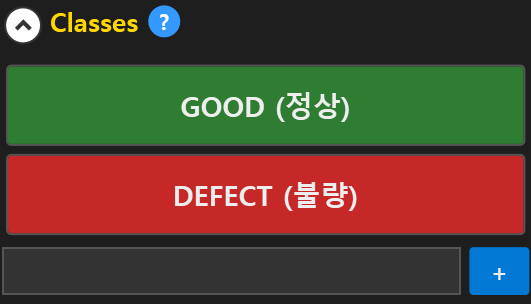 Classes ?
GOOD (정상)
DEFECT (불량)
+